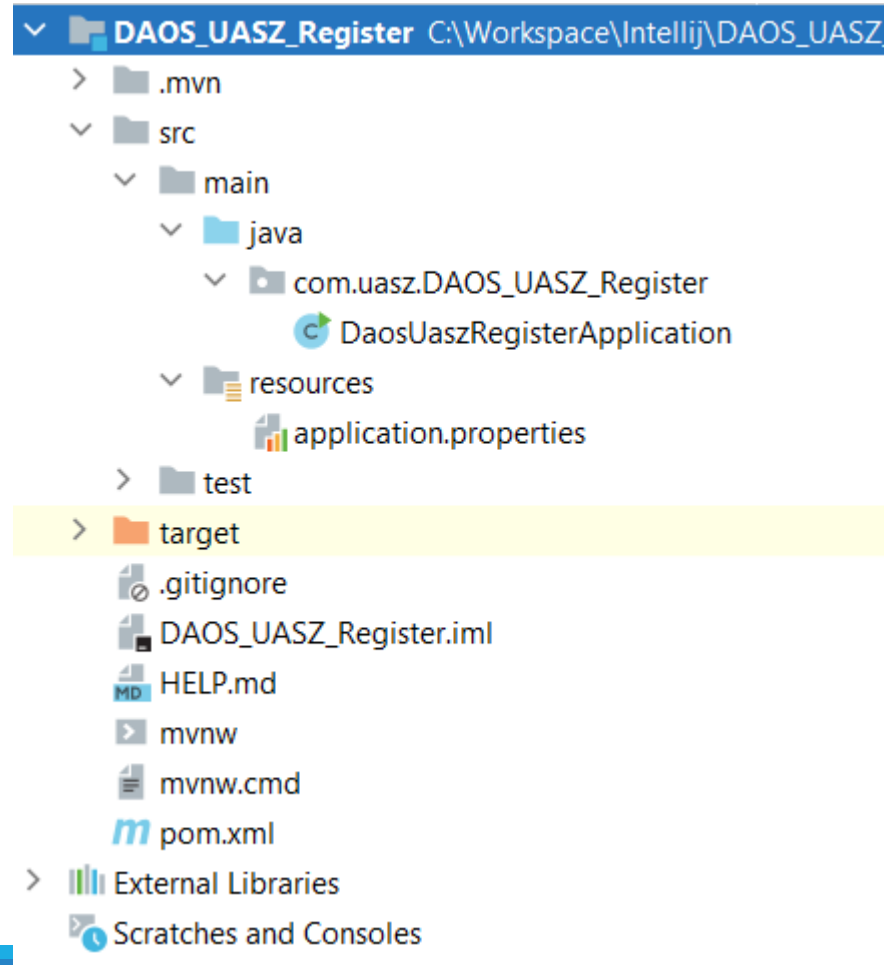 DAOS_UASZ_Register C:\Workspace\Intellij\DAOS_UASZ_
.mvn
src
main
java
com.uasz.DAOS_UASZ_Register
C DaosUaszRegisterApplication
resources
application.properties
test
target
.gitignore
DAOS_UASZ_Register.iml
MD HELP.md
mvnw
mvnw.cmd
m pom.xml
External Libraries
Scratches and Consoles